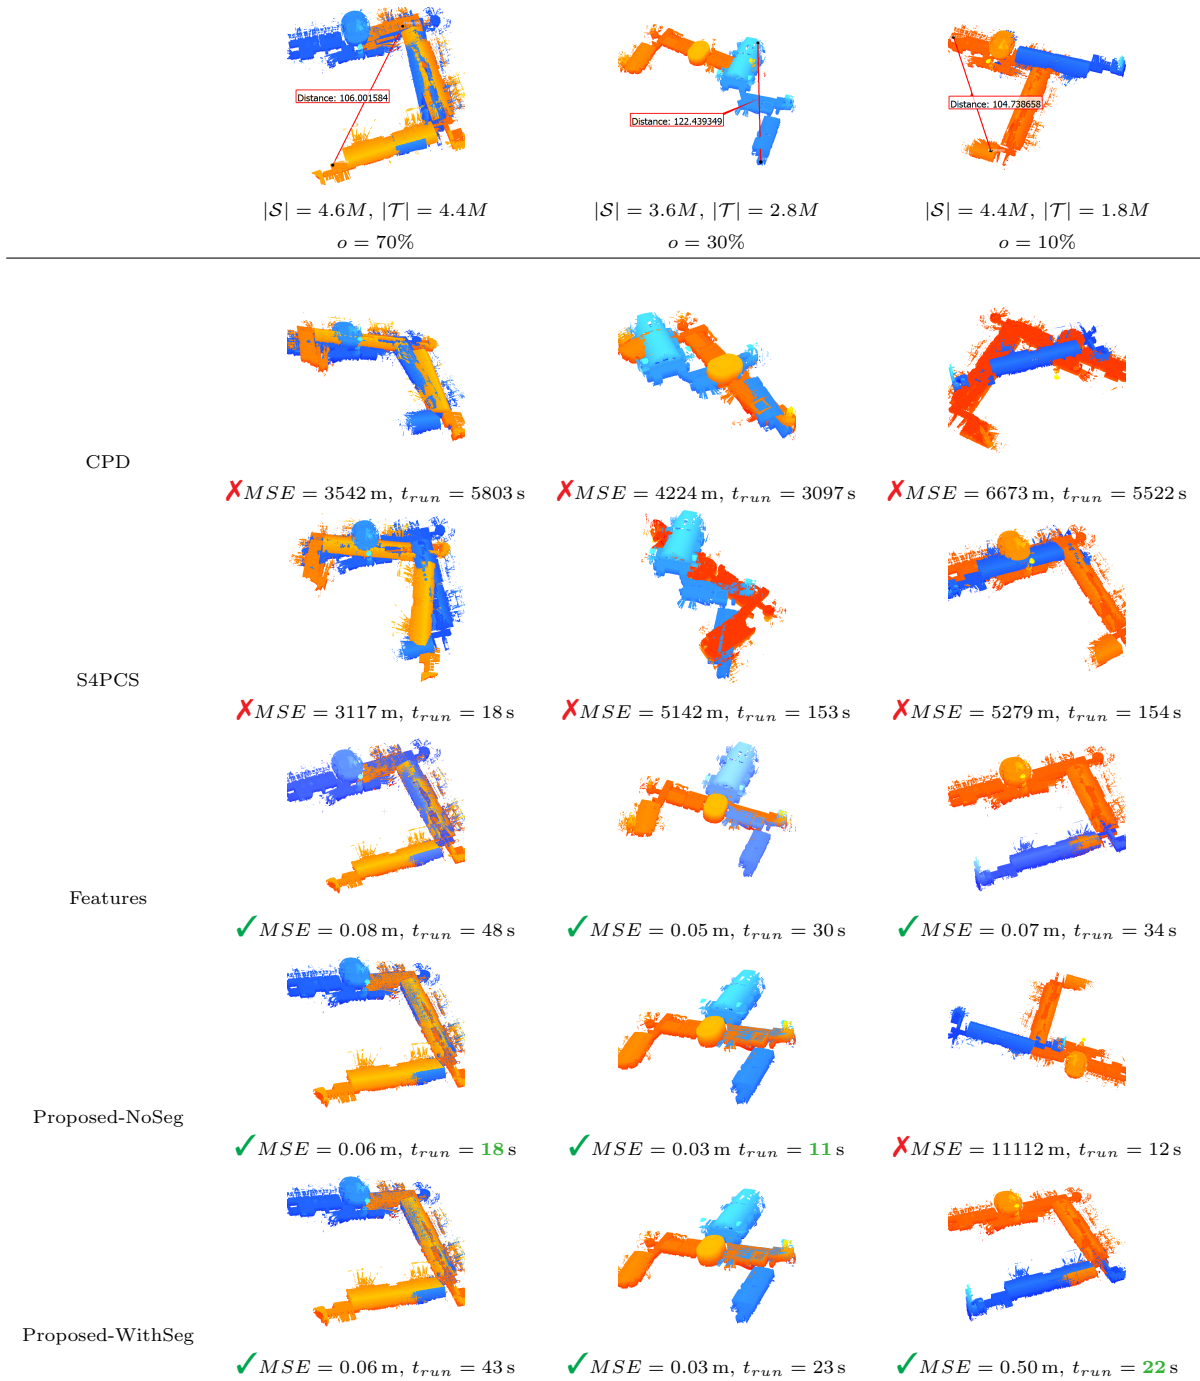 Distance: 106.001584
Distance: 122.439349
Distance: 104.738658
|S| = 4.6M, |T| = 4.4M
|S| = 3.6M, |T| = 2.8M
|S| = 4.4M, |T| = 1.8M
o = 70%
o = 30%
o = 10%
CPD
✗MSE = 3542 m, t_run = 5803 s
✗MSE = 4224 m, t_run = 3097 s
✗MSE = 6673 m, t_run = 5522 s
S4PCS
✗MSE = 3117 m, t_run = 18 s
✗MSE = 5142 m, t_run = 153 s
✗MSE = 5279 m, t_run = 154 s
Features
✓MSE = 0.08 m, t_run = 48 s
✓MSE = 0.05 m, t_run = 30 s
✓MSE = 0.07 m, t_run = 34 s
Proposed-NoSeg
✓MSE = 0.06 m, t_run = 18 s
✓MSE = 0.03 m t_run = 11 s
✗MSE = 11112 m, t_run = 12 s
Proposed-WithSeg
✓MSE = 0.06 m, t_run = 43 s
✓MSE = 0.03 m, t_run = 23 s
✓MSE = 0.50 m, t_run = 22 s